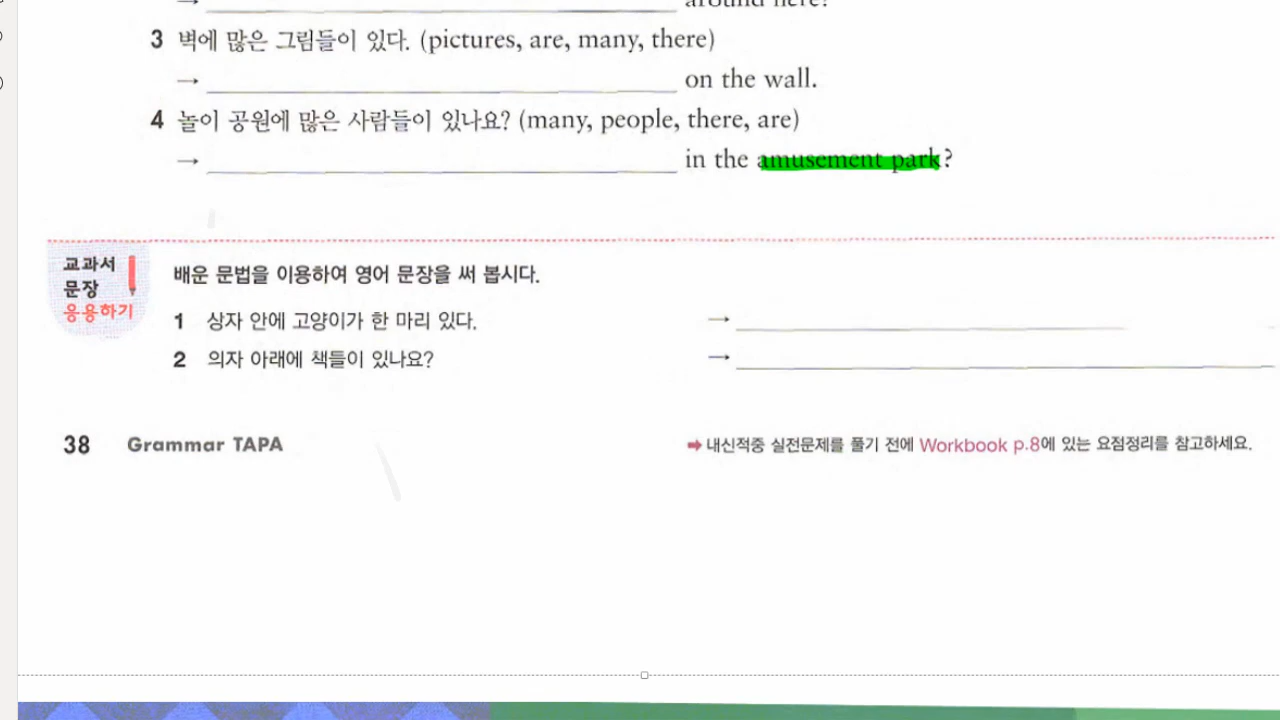 → around here?
3 벽에 많은 그림들이 있다. (pictures, are, many, there)
→ on the wall.
4 놀이 공원에 많은 사람들이 있나요? (many, people, there, are)
→ in the amusement park?
교과서
문장
응용하기
배운 문법을 이용하여 영어 문장을 써 봅시다.
1 상자 안에 고양이가 한 마리 있다. →
2 의자 아래에 책들이 있나요? →
38 Grammar TAPA
➡ 내신적중 실전문제를 풀기 전에 Workbook p.8에 있는 요점정리를 참고하세요.